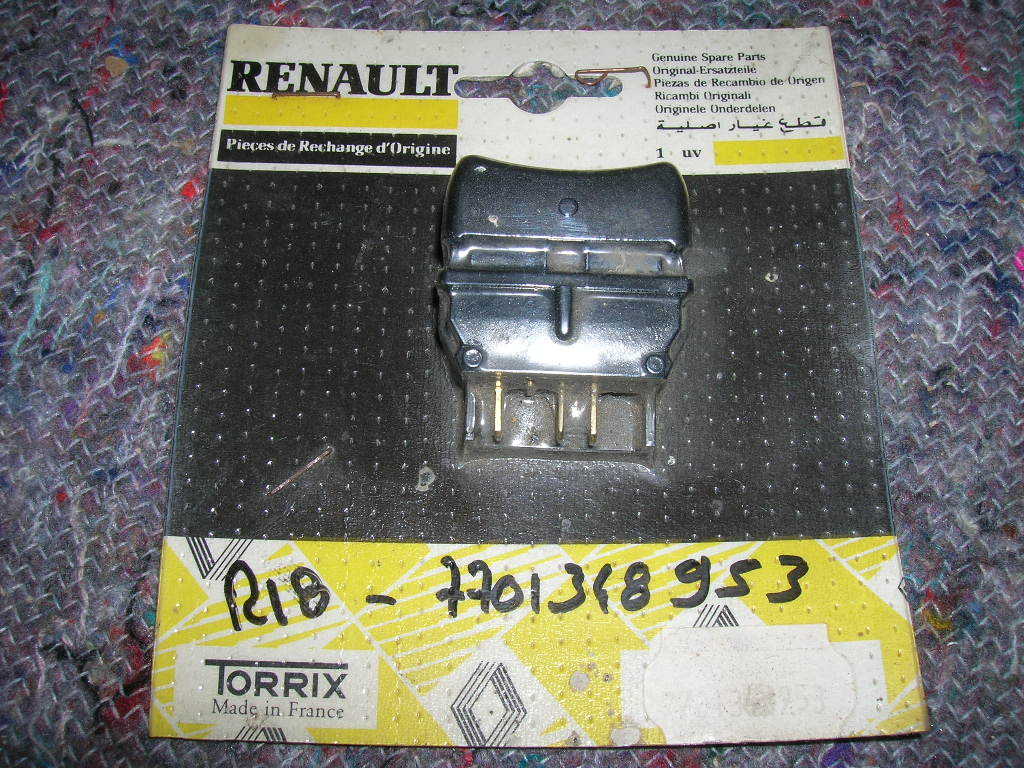 RENAULT
Pieces de Rechange d'Origine
Genuine Spare Parts
Original-Ersatzteile
Piezas de Recambio de Origen
Ricambi Originali
Originele Onderdelen
قطع غيار اصلية
1 uv
R18 - 7701348953
TORRIX
Made in France